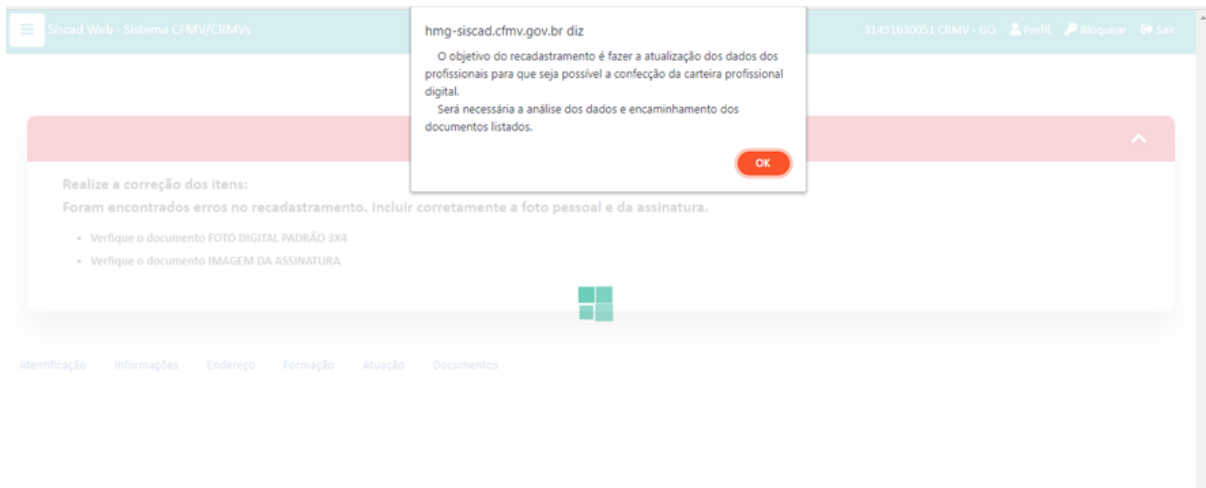 Siscad Web - Sistema CFMV/CRMVs
31491630051 CRMV - GO Perfil Bloquear Sair
hmg-siscad.cfmv.gov.br diz
O objetivo do recadastramento é fazer a atualização dos dados dos
profissionais para que seja possível a confecção da carteira profissional
digital.
Será necessária a análise dos dados e encaminhamento dos
documentos listados.
OK
Realize a correção dos itens:
Foram encontrados erros no recadastramento. Incluir corretamente a foto pessoal e da assinatura.
• Verfique o documento FOTO DIGITAL PADRÃO 3X4
• Verfique o documento IMAGEM DA ASSINATURA
Identificação Informações Endereço Formação Atuação Documentos